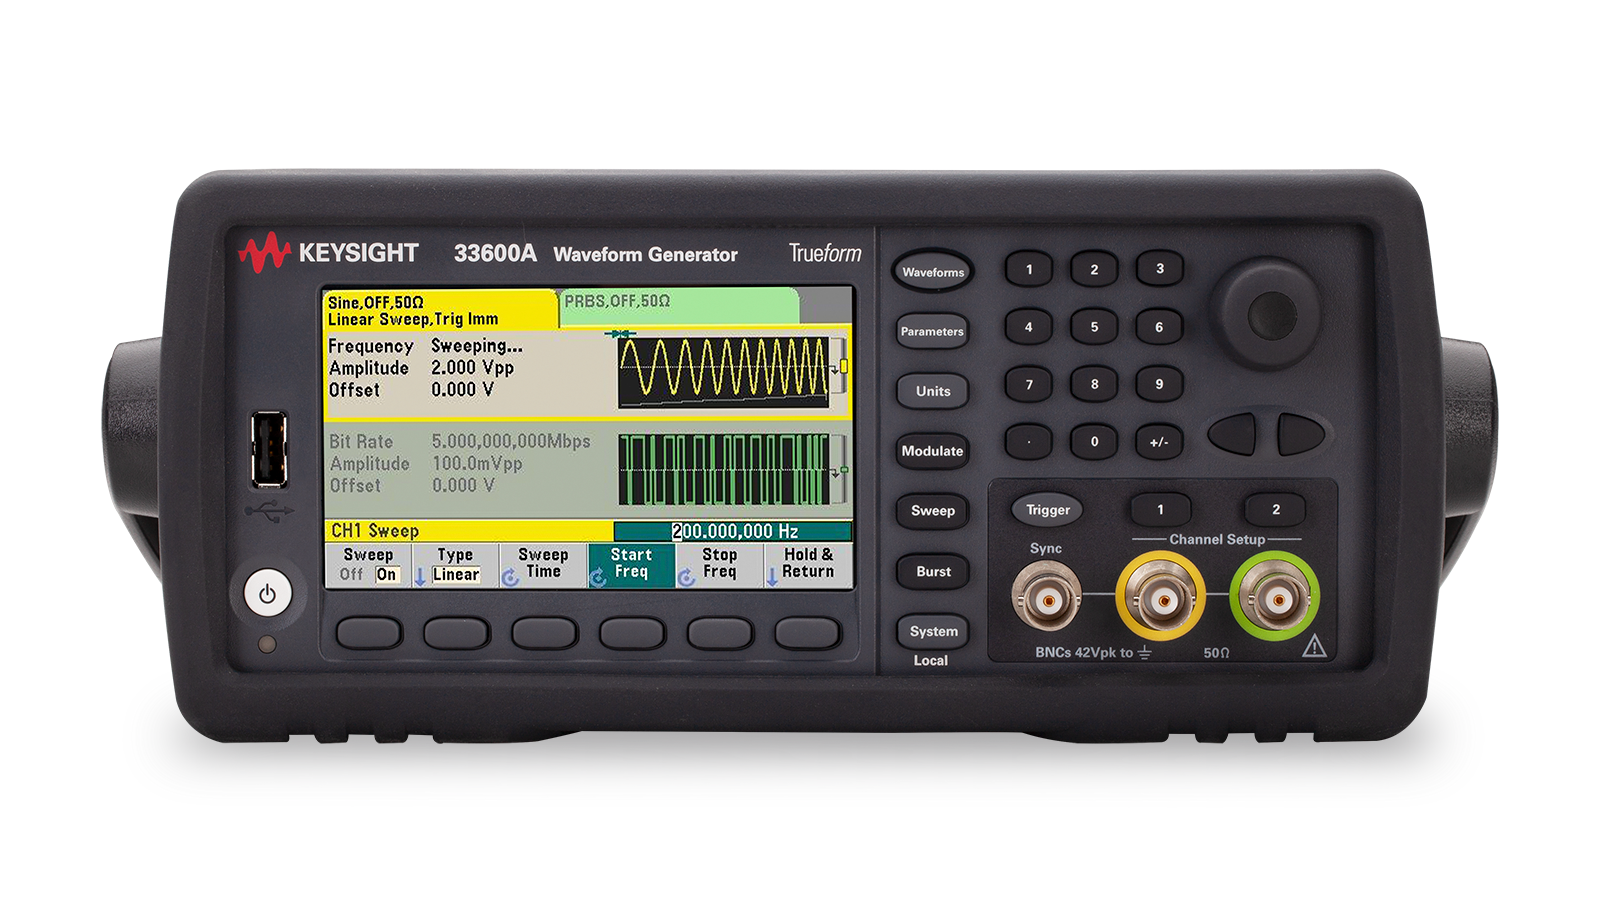 KEYSIGHT 33600A Waveform Generator Trueform
Sine,OFF,50Ω
Linear Sweep,Trig Imm
PRBS,OFF,50Ω
Frequency Sweeping...
Amplitude 2.000 Vpp
Offset 0.000 V
Bit Rate 5.000,000,000Mbps
Amplitude 100.0mVpp
Offset 0.000 V
CH1 Sweep 200.000,000 Hz
Sweep
Off On
Type
Linear
Sweep
Time
Start
Freq
Stop
Freq
Hold &
Return
Waveforms
Parameters
Units
Modulate
Sweep
Burst
System
Local
1 2 3
4 5 6
7 8 9
. 0 +/-
Trigger 1 2
Channel Setup
Sync
BNCs 42Vpk to 50Ω